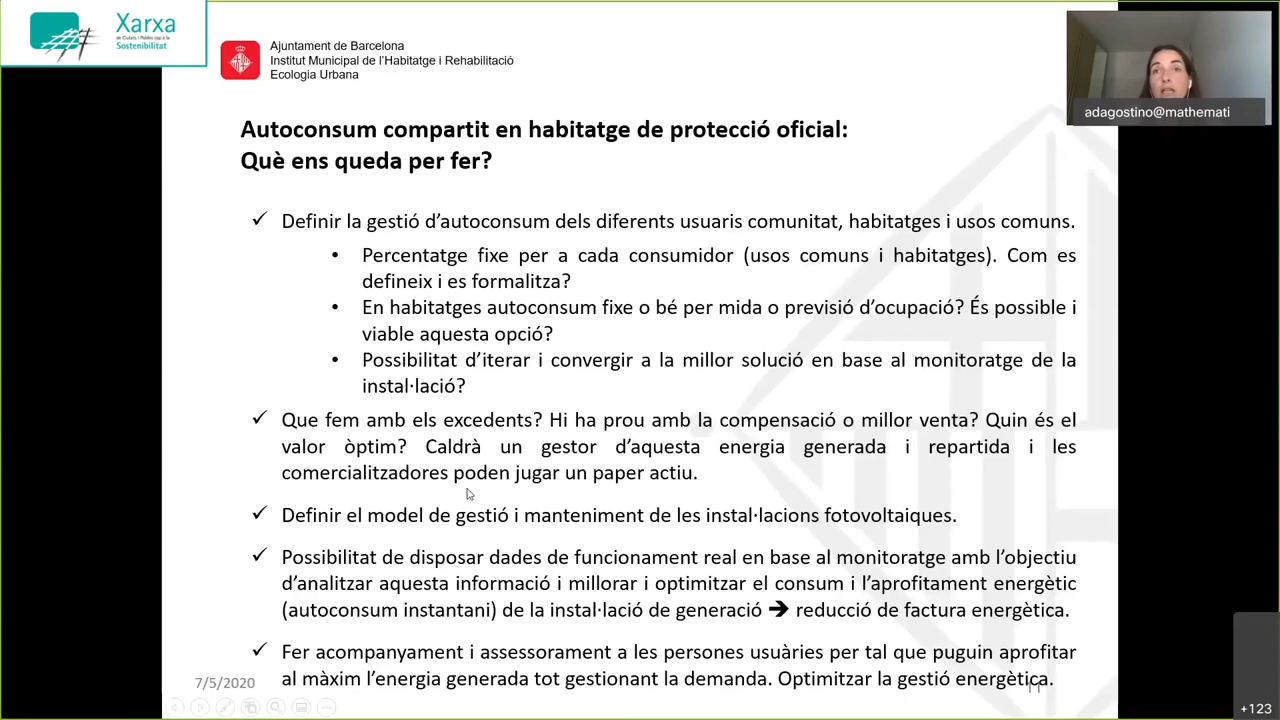 Xarxa
de Ciutats i Pobles cap a la
Sostenibilitat
Ajuntament de Barcelona
Institut Municipal de l'Habitatge i Rehabilitació
Ecologia Urbana
adagostino@mathemati
Autoconsum compartit en habitatge de protecció oficial:
Què ens queda per fer?
✓ Definir la gestió d'autoconsum dels diferents usuaris comunitat, habitatges i usos comuns.
• Percentatge fixe per a cada consumidor (usos comuns i habitatges). Com es
defineix i es formalitza?
• En habitatges autoconsum fixe o bé per mida o previsió d'ocupació? És possible i
viable aquesta opció?
• Possibilitat d'iterar i convergir a la millor solució en base al monitoratge de la
instal·lació?
✓ Que fem amb els excedents? Hi ha prou amb la compensació o millor venta? Quin és el
valor òptim? Caldrà un gestor d'aquesta energia generada i repartida i les
comercialitzadores poden jugar un paper actiu.
✓ Definir el model de gestió i manteniment de les instal·lacions fotovoltaiques.
✓ Possibilitat de disposar dades de funcionament real en base al monitoratge amb l'objectiu
d'analitzar aquesta informació i millorar i optimitzar el consum i l'aprofitament energètic
(autoconsum instantani) de la instal·lació de generació ➔ reducció de factura energètica.
✓ Fer acompanyament i assessorament a les persones usuàries per tal que puguin aprofitar
al màxim l'energia generada tot gestionant la demanda. Optimitzar la gestió energètica.
7/5/2020
11
+123